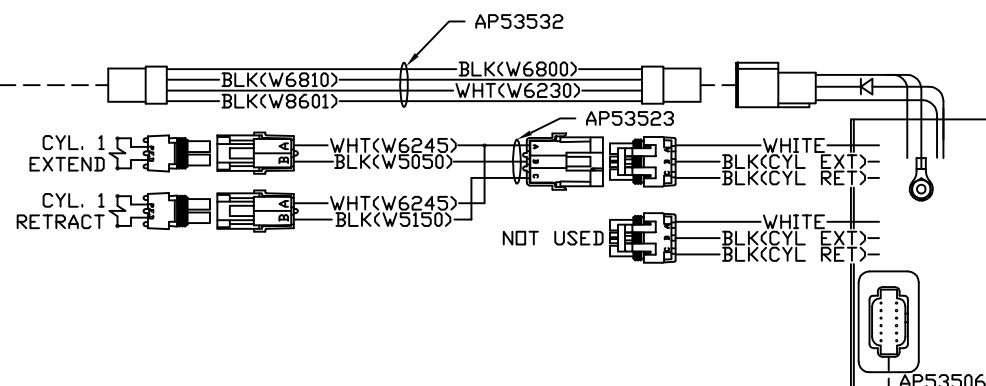 AP53532
BLK(W6800)
BLK(W6810)
WHT(W6230)
BLK(W8601)
AP53523
CYL. 1
EXTEND
B A
WHT(W6245)
BLK(W5050)
A
B
C
WHITE
BLK(CYL EXT)
BLK(CYL RET)
CYL. 1
RETRACT
B A
WHT(W6245)
BLK(W5150)
NOT USED
WHITE
BLK(CYL EXT)
BLK(CYL RET)
AP53506